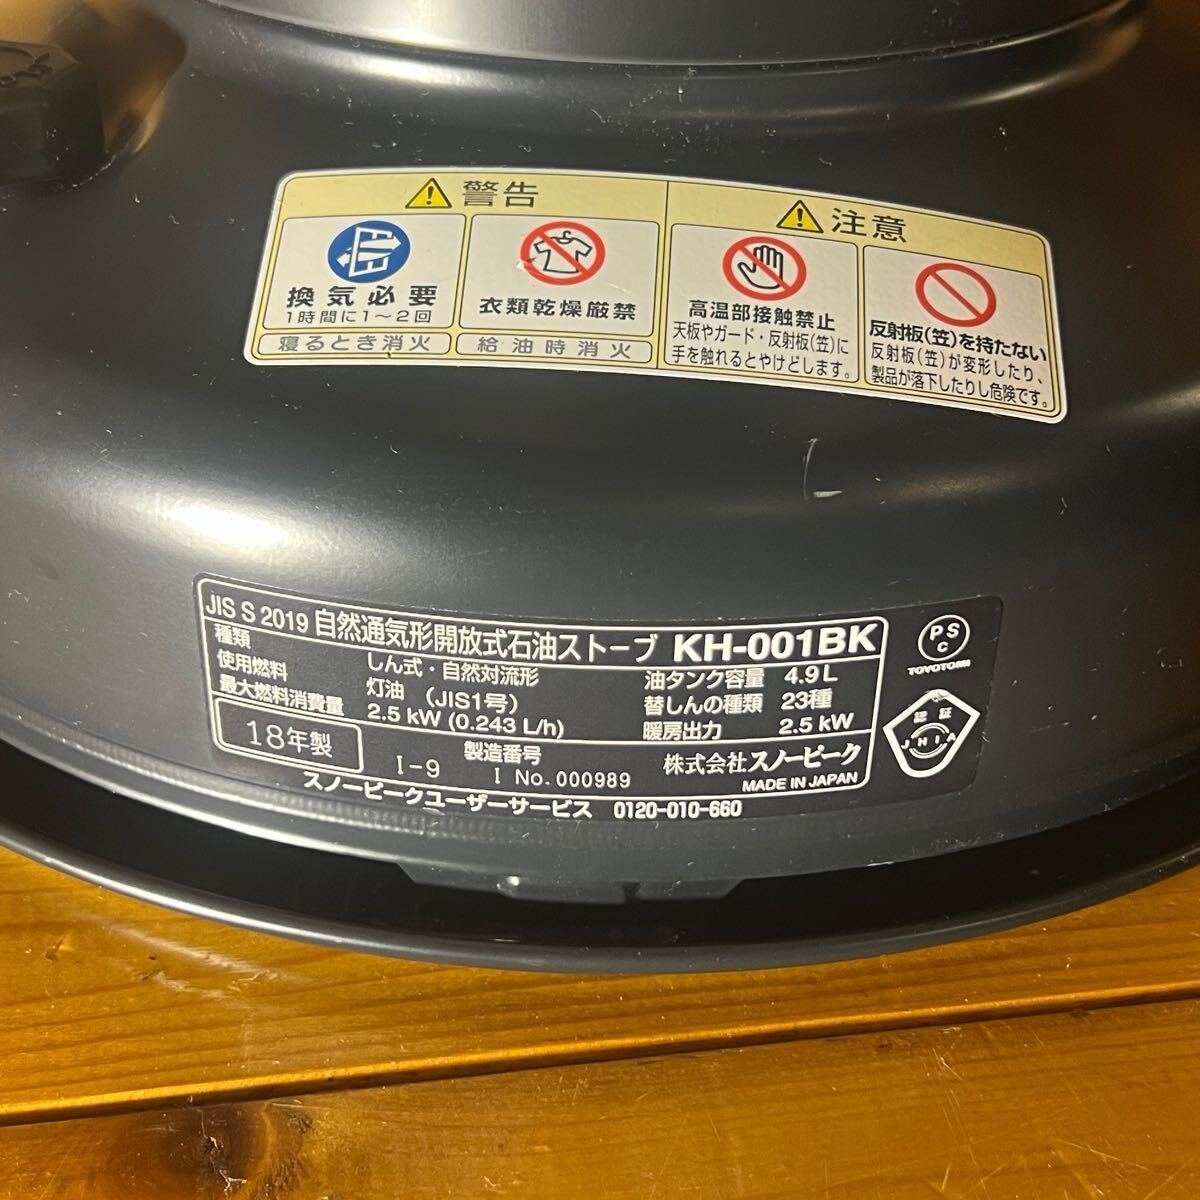 警告
換気必要
1時間に1～2回
寝るとき消火
衣類乾燥厳禁
給油時消火
注意
高温部接触禁止
天板やガード・反射板(笠)に
手を触れるとやけどします。
反射板(笠)を持たない
反射板(笠)が変形したり、
製品が落下したりし危険です。
JIS S 2019 自然通気形開放式石油ストーブ KH-001BK
種類 しん式・自然対流形
使用燃料 灯油 (JIS1号)
最大燃料消費量 2.5 kW (0.243 L/h)
油タンク容量 4.9 L
替しんの種類 23種
暖房出力 2.5 kW
18年製
I-9
製造番号
I No.000989
株式会社スノーピーク
MADE IN JAPAN
スノーピークユーザーサービス 0120-010-660
PS
C
TOYOTOMI
認証
JHIA